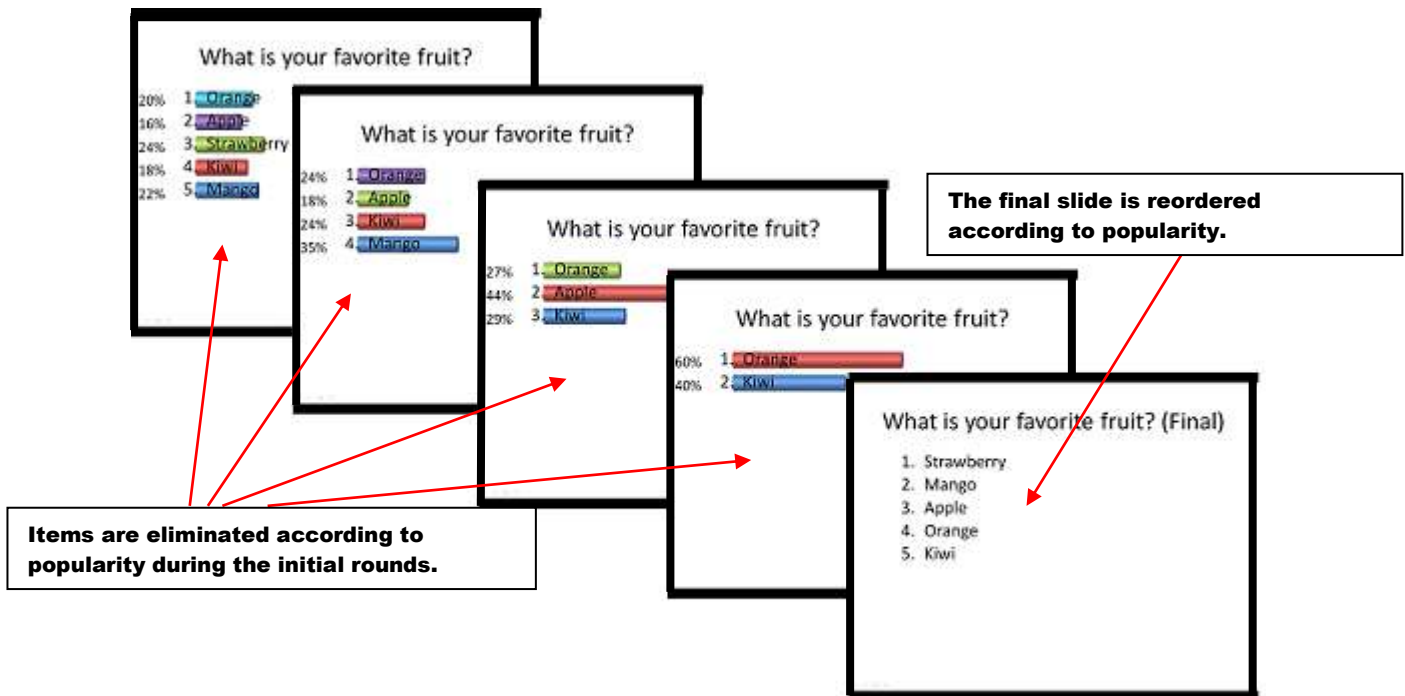 What is your favorite fruit?
20% 1. Orange
16% 2. Apple
24% 3. Strawberry
18% 4. Kiwi
22% 5. Mango
What is your favorite fruit?
24% 1. Orange
18% 2. Apple
24% 3. Kiwi
35% 4. Mango
What is your favorite fruit?
27% 1. Orange
44% 2. Apple
29% 3. Kiwi
What is your favorite fruit?
60% 1. Orange
40% 2. Kiwi
What is your favorite fruit? (Final)
1. Strawberry
2. Mango
3. Apple
4. Orange
5. Kiwi
The final slide is reordered
according to popularity.
Items are eliminated according to
popularity during the initial rounds.